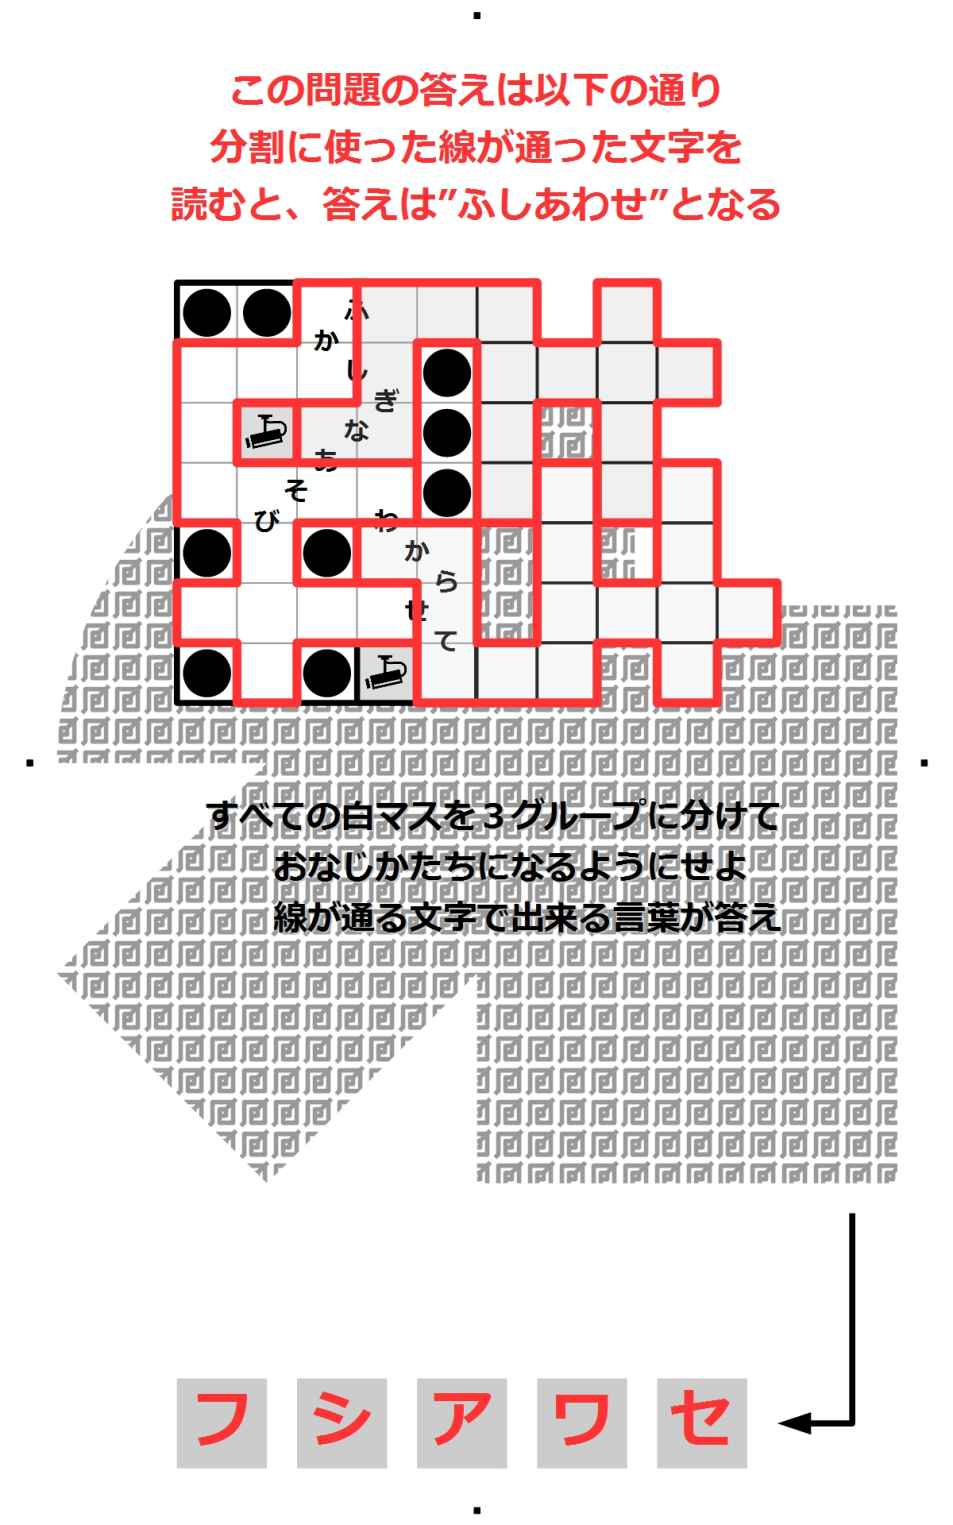 この問題の答えは以下の通り
分割に使った線が通った文字を
読むと、答えは”ふしあわせ”となる
ふ
か
し
ぎ
な
あ
そ
び
わ
か
ら
せ
て
すべての白マスを３グループに分けて
おなじかたちになるようにせよ
線が通る文字で出来る言葉が答え
フシアワセ